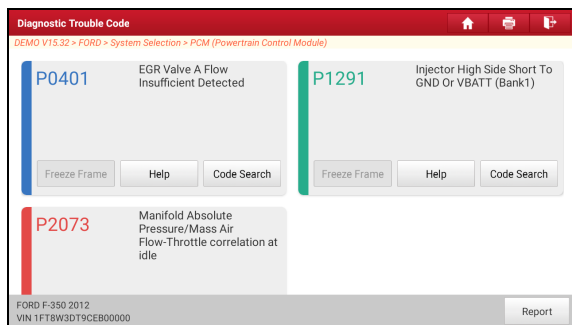 Diagnostic Trouble Code
DEMO V15.32 > FORD > System Selection > PCM (Powertrain Control Module)
P0401
EGR Valve A Flow
Insufficient Detected
Freeze Frame
Help
Code Search
P1291
Injector High Side Short To
GND Or VBATT (Bank1)
Freeze Frame
Help
Code Search
P2073
Manifold Absolute
Pressure/Mass Air
Flow-Throttle correlation at
idle
FORD F-350 2012
VIN 1FT8W3DT9CEB00000
Report